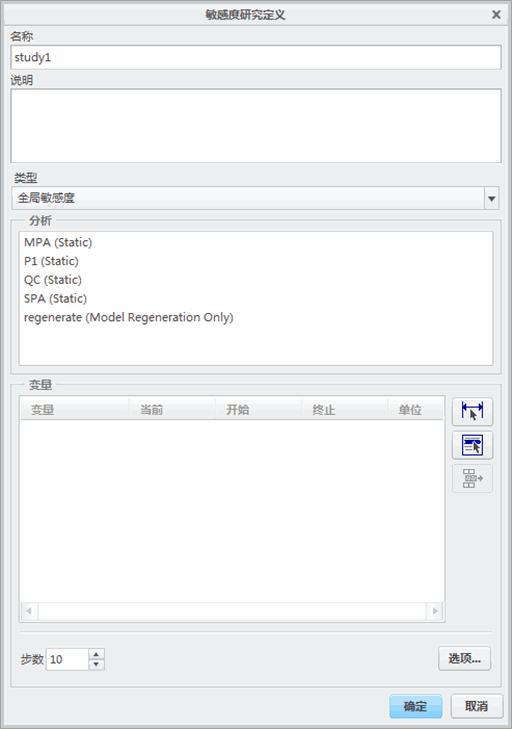 敏感度研究定义
名称
study1
说明
类型
全局敏感度
分析
MPA (Static)
P1 (Static)
QC (Static)
SPA (Static)
regenerate (Model Regeneration Only)
变量
变量 当前 开始 终止 单位
步数 10 选项...
确定 取消